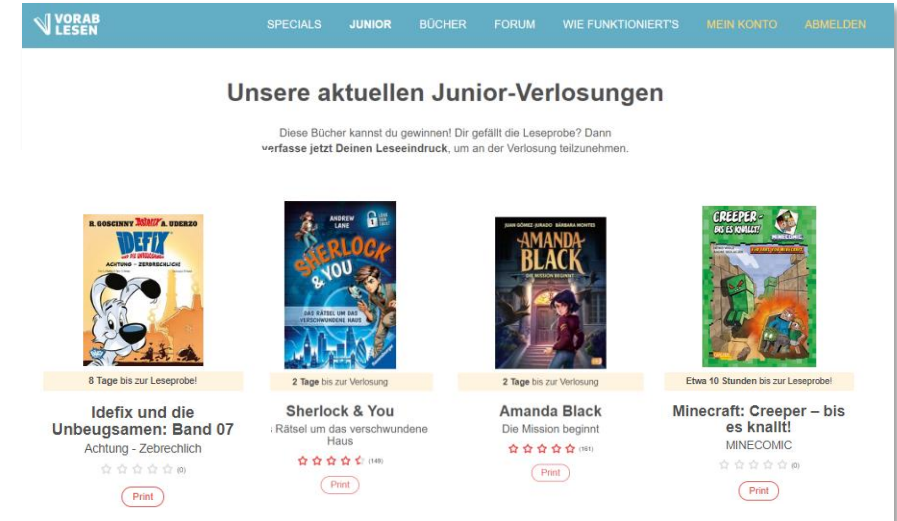 VORAB
LESEN
SPECIALS JUNIOR BÜCHER FORUM WIE FUNKTIONIERT'S MEIN KONTO ABMELDEN
Unsere aktuellen Junior-Verlosungen
Diese Bücher kannst du gewinnen! Dir gefällt die Leseprobe? Dann
verfasse jetzt Deinen Leseeindruck, um an der Verlosung teilzunehmen.
R. GOSCINNY Asterix A. UDERZO
IDEFIX
ACHTUNG - ZERBRECHLICH!
8 Tage bis zur Leseprobe!
Idefix und die
Unbeugsamen: Band 07
Achtung - Zebrechlich
(0)
Print
ANDREW
LANE
SHERLOCK
& YOU
DAS RÄTSEL UM DAS
VERSCHWUNDENE HAUS
2 Tage bis zur Verlosung
Sherlock & You
Rätsel um das verschwundene
Haus
(149)
Print
JUAN GÓMEZ-JURADO BÁRBARA MONTES
AMANDA
BLACK
DIE MISSION BEGINNT
2 Tage bis zur Verlosung
Amanda Black
Die Mission beginnt
(161)
Print
CREEPER -
BIS ES KNALLT!
MINECOMIC
Etwa 10 Stunden bis zur Leseprobe!
Minecraft: Creeper – bis
es knallt!
MINECOMIC
(0)
Print